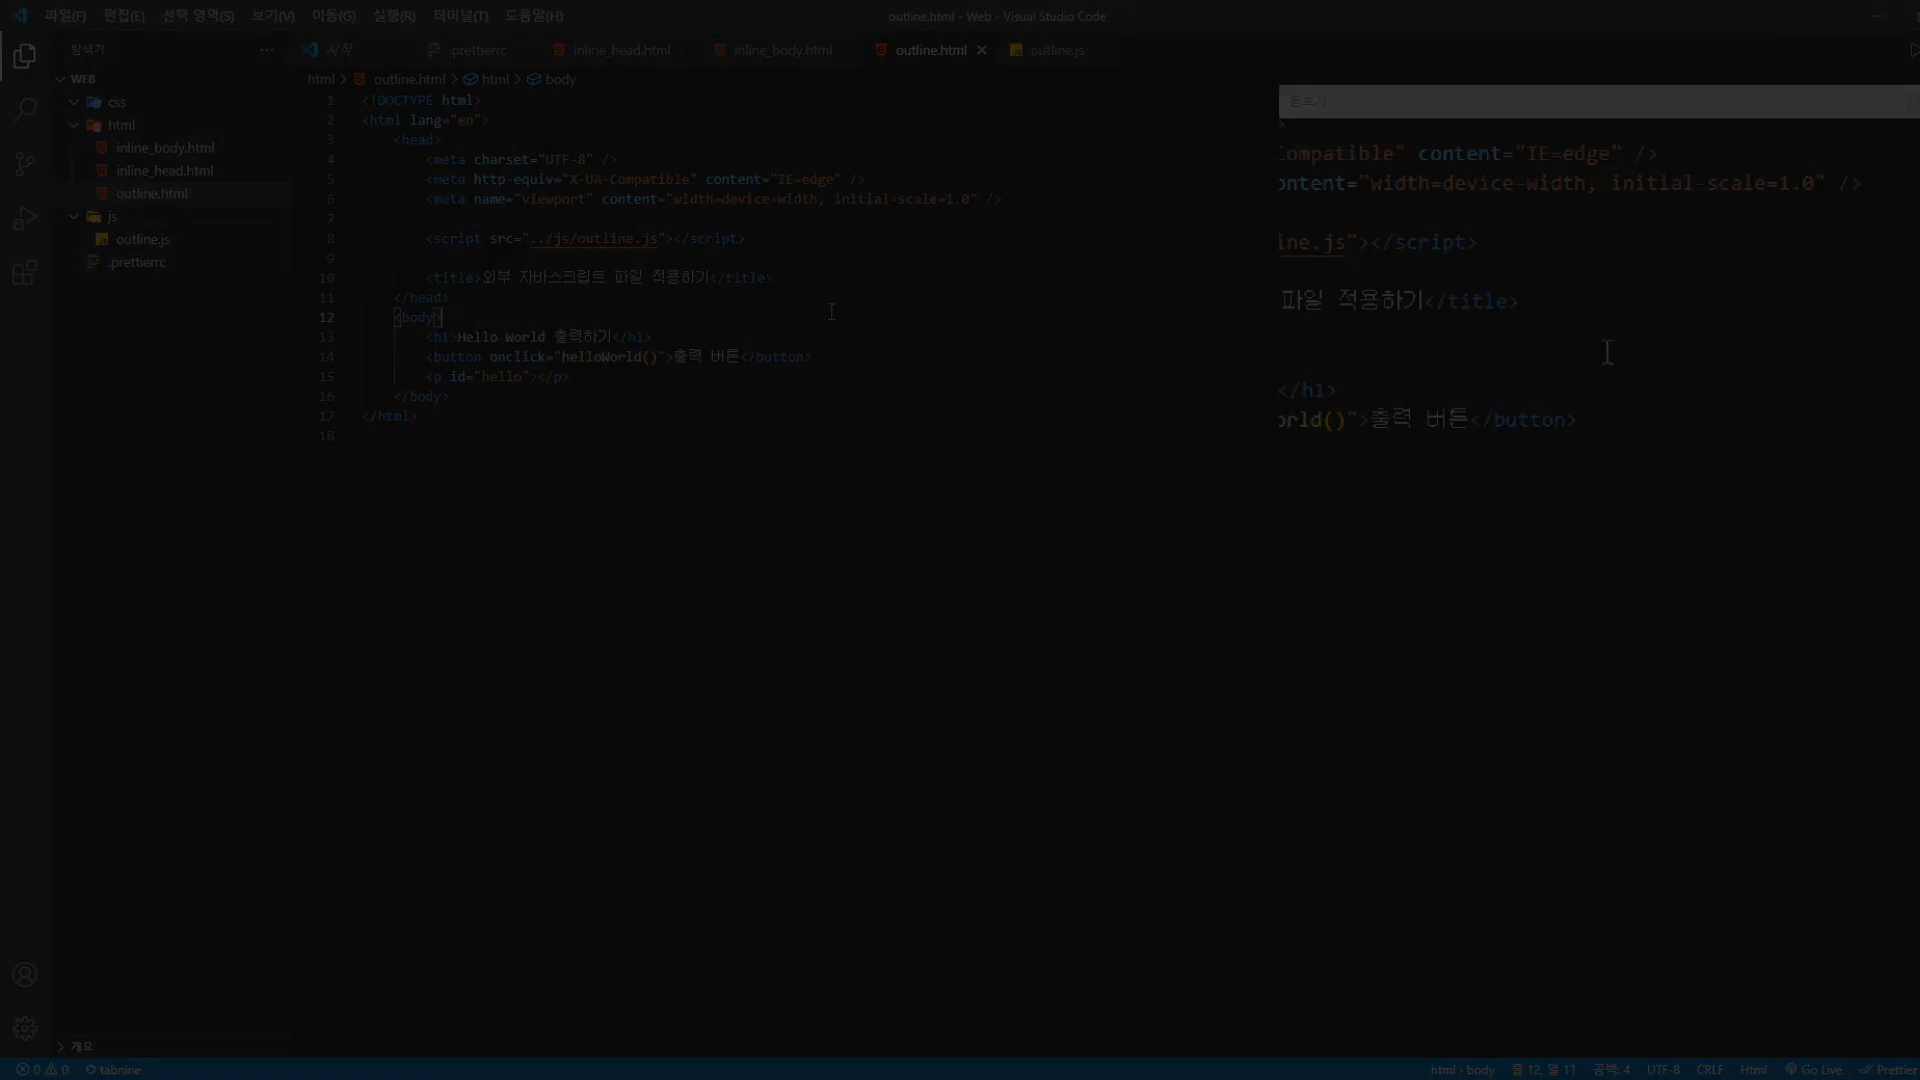 파일(F) 편집(E) 선택 영역(S) 보기(V) 이동(G) 실행(R) 터미널(T) 도움말(H)
outline.html - Web - Visual Studio Code
탐색기
시작
.prettierrc
inline_head.html
inline_body.html
outline.html
outline.js
WEB
css
html
inline_body.html
inline_head.html
outline.html
js
outline.js
.prettierrc
html > outline.html > html > body
1 <!DOCTYPE html>
2 <html lang="en">
3 <head>
4 <meta charset="UTF-8" />
5 <meta http-equiv="X-UA-Compatible" content="IE=edge" />
6 <meta name="viewport" content="width=device-width, initial-scale=1.0" />
7
8 <script src="../js/outline.js"></script>
9
10 <title>외부 자바스크립트 파일 적용하기</title>
11 </head>
12 <body>
13 <h1>Hello World 출력하기</h1>
14 <button onclick="helloWorld()">출력 버튼</button>
15 <p id="hello"></p>
16 </body>
17 </html>
18
돋보기
>
Compatible" content="IE=edge" />
ontent="width=device-width, initial-scale=1.0" />
ine.js"></script>
파일 적용하기</title>
</h1>
orld()">출력 버튼</button>
개요
0 0 tabnine
html > body 줄 12, 열 11 공백: 4 UTF-8 CRLF Html Go Live Prettier